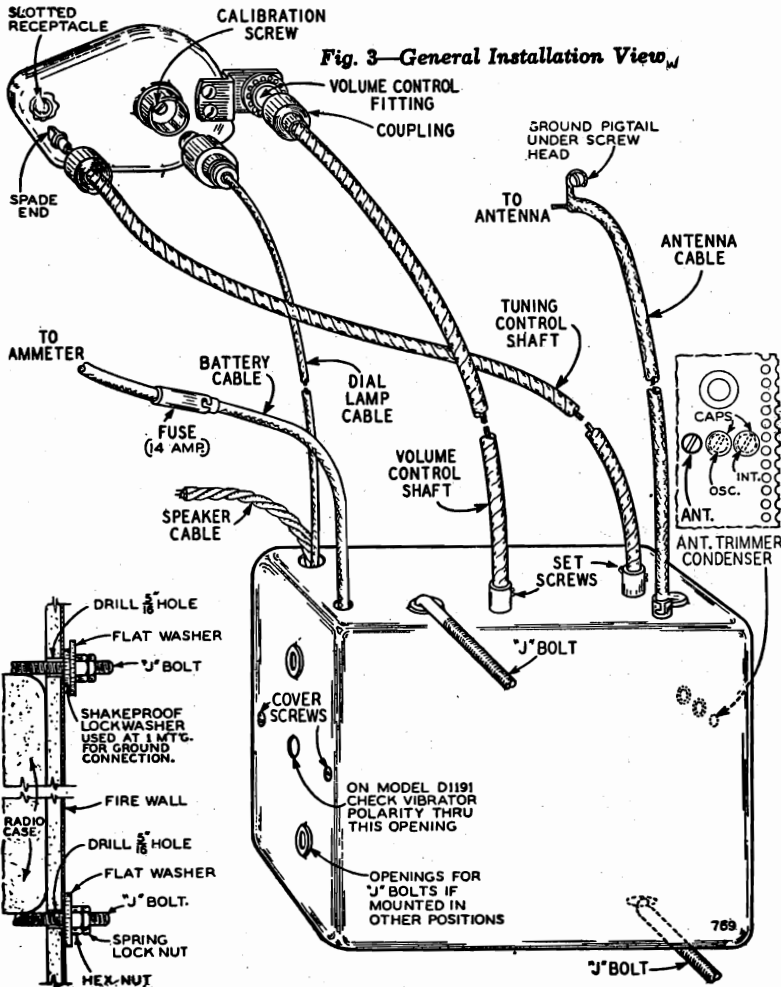 SLOTTED
RECEPTACLE
CALIBRATION
SCREW
Fig. 3—General Installation View
VOLUME CONTROL
FITTING
COUPLING
GROUND PIGTAIL
UNDER SCREW
HEAD
SPADE
END
TO
ANTENNA
ANTENNA
CABLE
TUNING
CONTROL
SHAFT
TO
AMMETER
BATTERY
CABLE
DIAL
LAMP
CABLE
FUSE
(14 AMP.)
CAPS
OSC.
INT.
ANT.
ANT. TRIMMER
CONDENSER
VOLUME
CONTROL
SHAFT
SPEAKER
CABLE
SET
SCREWS
DRILL 5/16" HOLE
FLAT WASHER
"J" BOLT
SHAKEPROOF
LOCKWASHER
USED AT 1 MT'G.
FOR GROUND
CONNECTION.
FIRE WALL
RADIO
CASE
DRILL 5/16" HOLE
FLAT WASHER
"J" BOLT.
SPRING
LOCK NUT
HEX-NUT
"J" BOLT
COVER
SCREWS
ON MODEL D1191
CHECK VIBRATOR
POLARITY THRU
THIS OPENING
OPENINGS FOR
"J" BOLTS IF
MOUNTED IN
OTHER POSITIONS
769
"J" BOLT